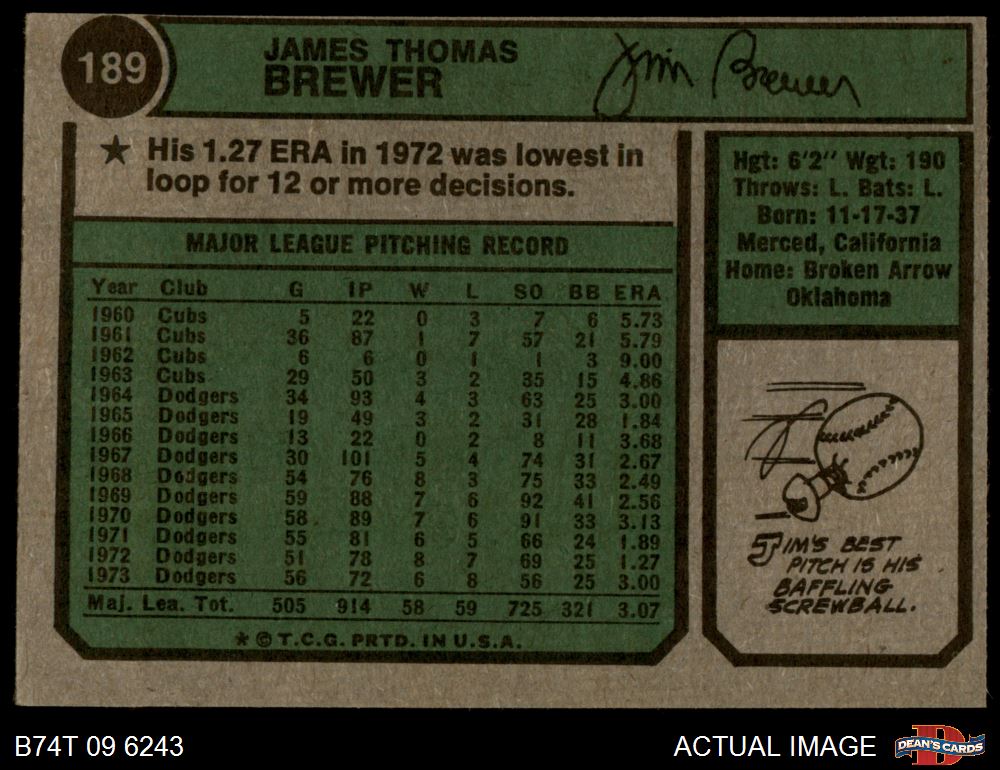 189
JAMES THOMAS
BREWER
Jim Brewer
★ His 1.27 ERA in 1972 was lowest in
loop for 12 or more decisions.
MAJOR LEAGUE PITCHING RECORD
Year Club G IP W L SO BB ERA
1960 Cubs 5 22 0 3 7 6 5.73
1961 Cubs 36 87 1 7 57 21 5.79
1962 Cubs 6 6 0 1 1 3 9.00
1963 Cubs 29 50 3 2 35 15 4.86
1964 Dodgers 34 93 4 3 63 25 3.00
1965 Dodgers 19 49 3 2 31 28 1.84
1966 Dodgers 13 22 0 2 8 11 3.68
1967 Dodgers 30 101 5 4 74 31 2.67
1968 Dodgers 54 76 8 3 75 33 2.49
1969 Dodgers 59 88 7 6 92 41 2.56
1970 Dodgers 58 89 7 6 91 33 3.13
1971 Dodgers 55 81 6 5 66 24 1.89
1972 Dodgers 51 78 8 7 69 25 1.27
1973 Dodgers 56 72 6 8 56 25 3.00
Maj. Lea. Tot. 505 914 58 59 725 321 3.07
★ © T.C.G. PRTD. IN U.S.A.
Hgt: 6'2" Wgt: 190
Throws: L. Bats: L.
Born: 11-17-37
Merced, California
Home: Broken Arrow
Oklahoma
JIM'S BEST
PITCH IS HIS
BAFFLING
SCREWBALL.
B74T 09 6243
ACTUAL IMAGE
D
DEAN'S CARDS